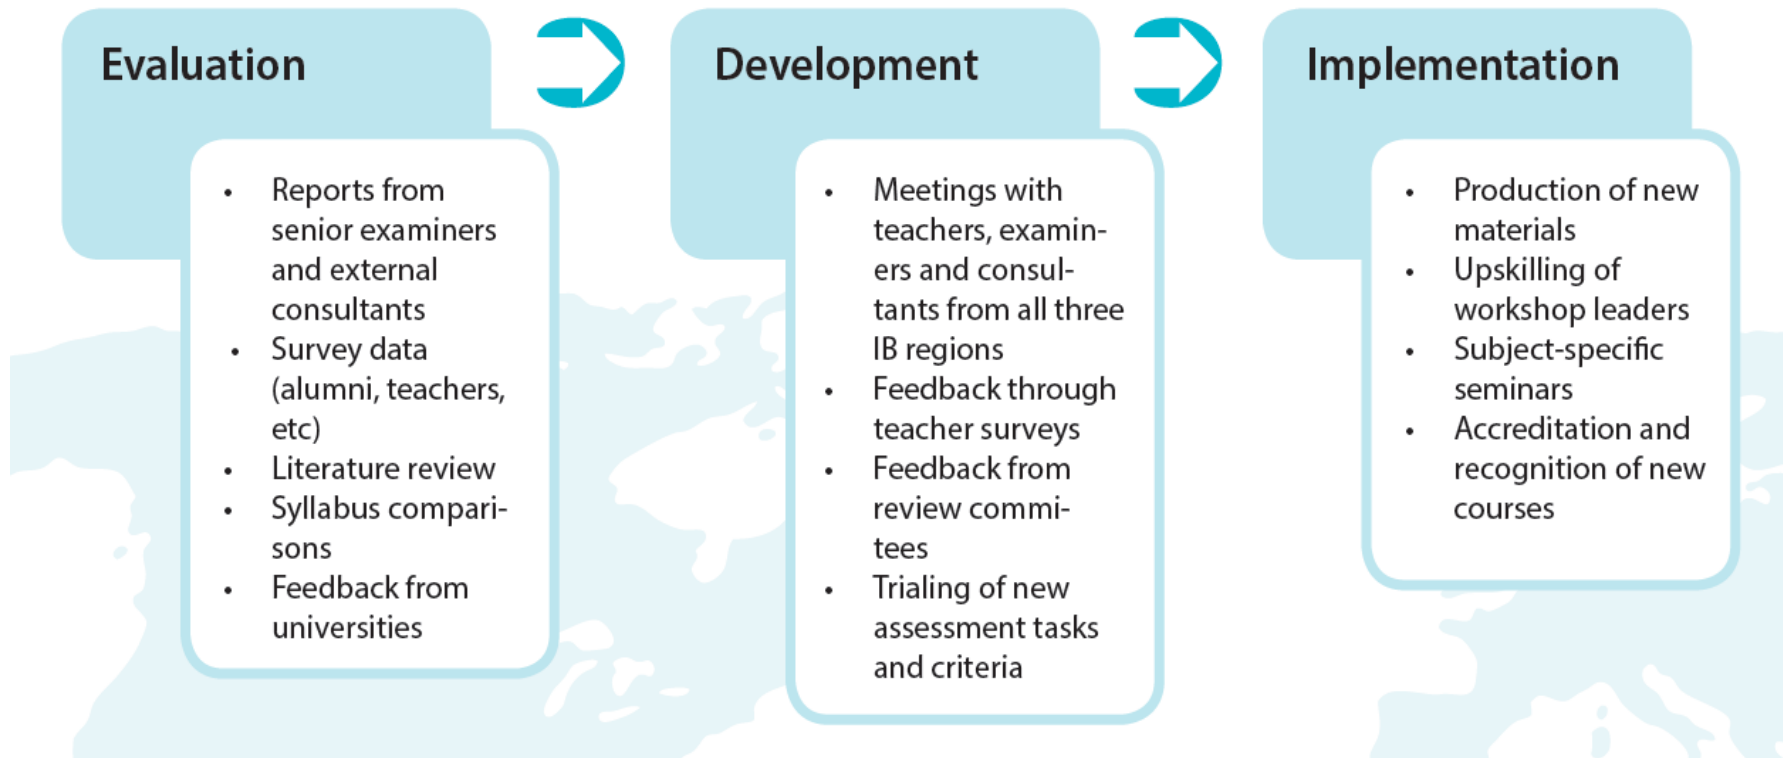 Evaluation
• Reports from
senior examiners
and external
consultants
• Survey data
(alumni, teachers,
etc)
• Literature review
• Syllabus compari-
sons
• Feedback from
universities
Development
• Meetings with
teachers, examin-
ers and consul-
tants from all three
IB regions
• Feedback through
teacher surveys
• Feedback from
review commi-
tees
• Trialing of new
assessment tasks
and criteria
Implementation
• Production of new
materials
• Upskilling of
workshop leaders
• Subject-specific
seminars
• Accreditation and
recognition of new
courses